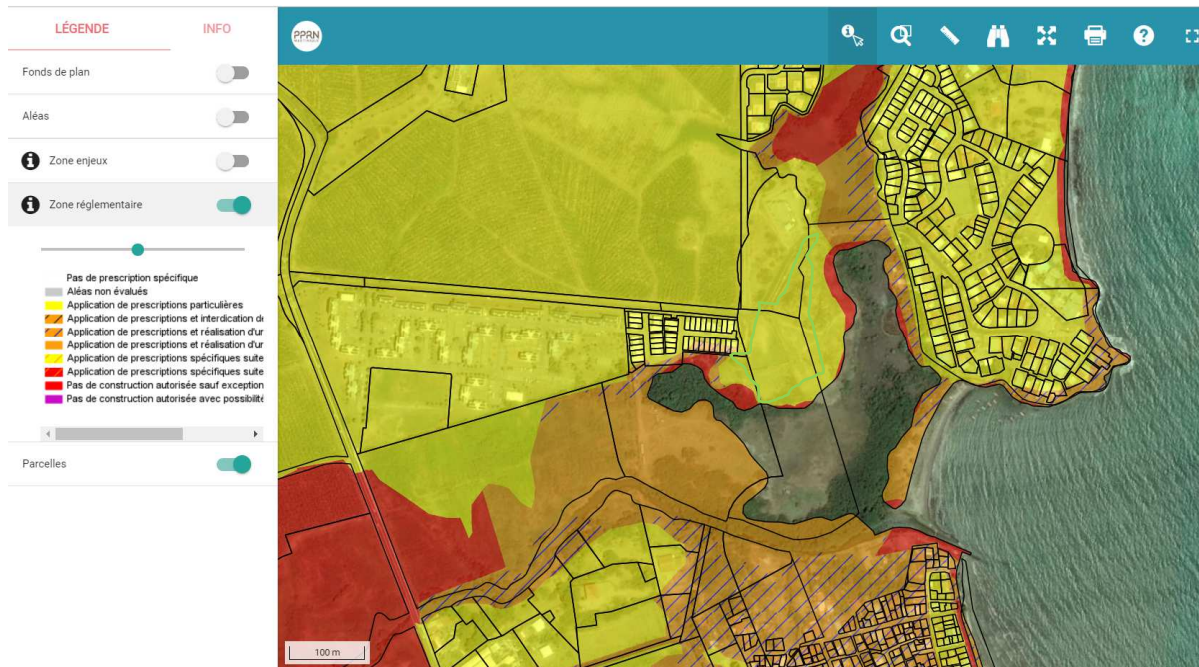 LÉGENDE
INFO
PPRN
Fonds de plan
Aléas
Zone enjeux
Zone réglementaire
Pas de prescription spécifique
Aléas non évalués
Application de prescriptions particulières
Application de prescriptions et interdication de
Application de prescriptions et réalisation d'ur
Application de prescriptions et réalisation d'ur
Application de prescriptions spécifiques suite
Application de prescriptions spécifiques suite
Pas de construction autorisée sauf exception
Pas de construction autorisée avec possibilité
Parcelles
100 m